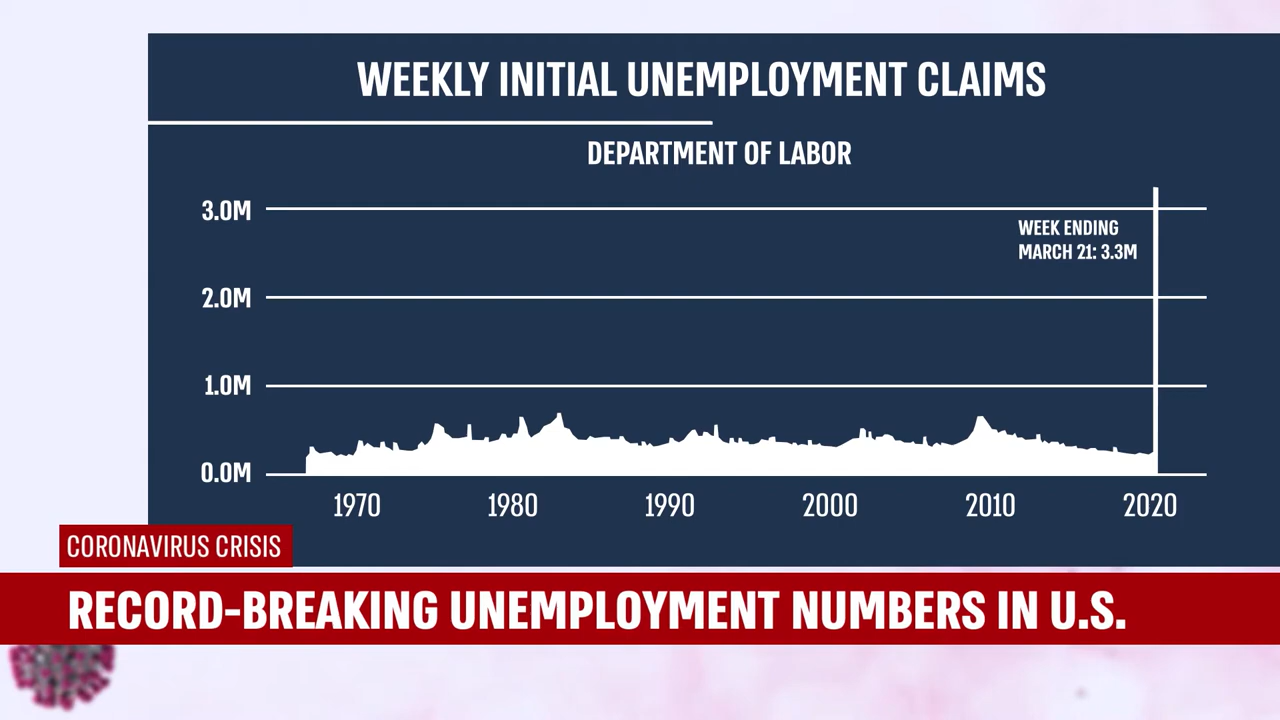 WEEKLY INITIAL UNEMPLOYMENT CLAIMS
DEPARTMENT OF LABOR
3.0M
WEEK ENDING
MARCH 21: 3.3M
2.0M
1.0M
0.0M
1970 1980 1990 2000 2010 2020
CORONAVIRUS CRISIS
RECORD-BREAKING UNEMPLOYMENT NUMBERS IN U.S.